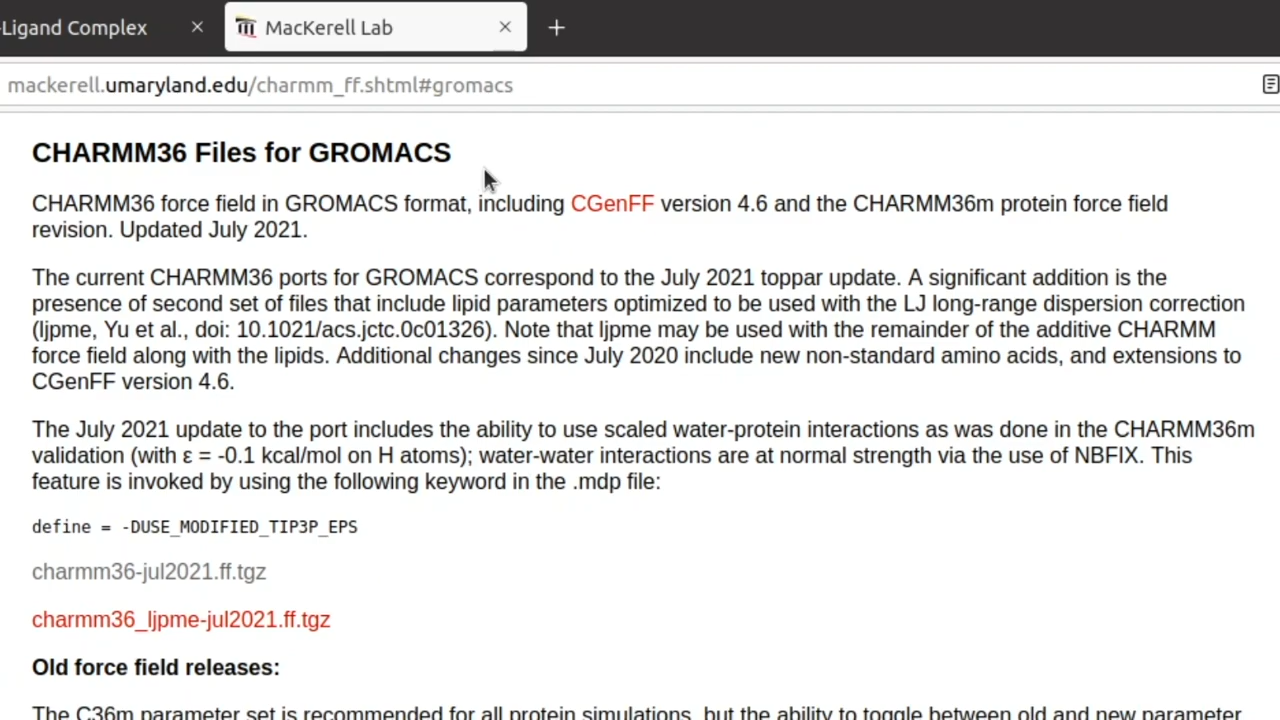 -Ligand Complex
MacKerell Lab
mackerell.umaryland.edu/charmm_ff.shtml#gromacs
CHARMM36 Files for GROMACS
CHARMM36 force field in GROMACS format, including CGenFF version 4.6 and the CHARMM36m protein force field
revision. Updated July 2021.
The current CHARMM36 ports for GROMACS correspond to the July 2021 toppar update. A significant addition is the
presence of second set of files that include lipid parameters optimized to be used with the LJ long-range dispersion correction
(ljpme, Yu et al., doi: 10.1021/acs.jctc.0c01326). Note that ljpme may be used with the remainder of the additive CHARMM
force field along with the lipids. Additional changes since July 2020 include new non-standard amino acids, and extensions to
CGenFF version 4.6.
The July 2021 update to the port includes the ability to use scaled water-protein interactions as was done in the CHARMM36m
validation (with ε = -0.1 kcal/mol on H atoms); water-water interactions are at normal strength via the use of NBFIX. This
feature is invoked by using the following keyword in the .mdp file:
define = -DUSE_MODIFIED_TIP3P_EPS
charmm36-jul2021.ff.tgz
charmm36_ljpme-jul2021.ff.tgz
Old force field releases:
The C36m parameter set is recommended for all protein simulations, but the ability to toggle between old and new parameter